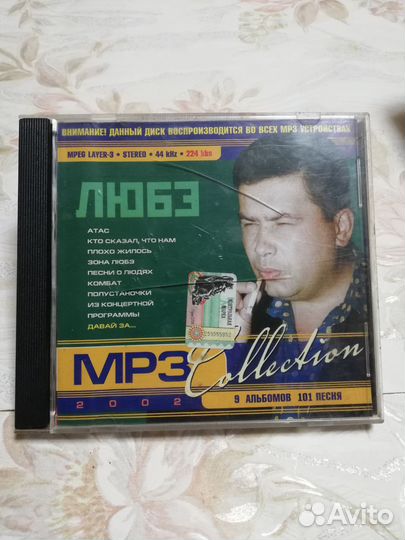 ВНИМАНИЕ! ДАННЫЙ ДИСК ВОСПРОИЗВОДИТСЯ ВО ВСЕХ MP3 УСТРОЙСТВАХ
MPEG LAYER-3 • STEREO • 44 kHz • 224 kbs
ЛЮБЭ
АТАС
КТО СКАЗАЛ, ЧТО НАМ
ПЛОХО ЖИЛОСЬ
ЗОНА ЛЮБЭ
ПЕСНИ О ЛЮДЯХ
КОМБАТ
ПОЛУСТАНОЧКИ
ИЗ КОНЦЕРТНОЙ
ПРОГРАММЫ
ДАВАЙ ЗА...
MP3 Collection
2002
9 АЛЬБОМОВ 101 ПЕСНЯ
Avito